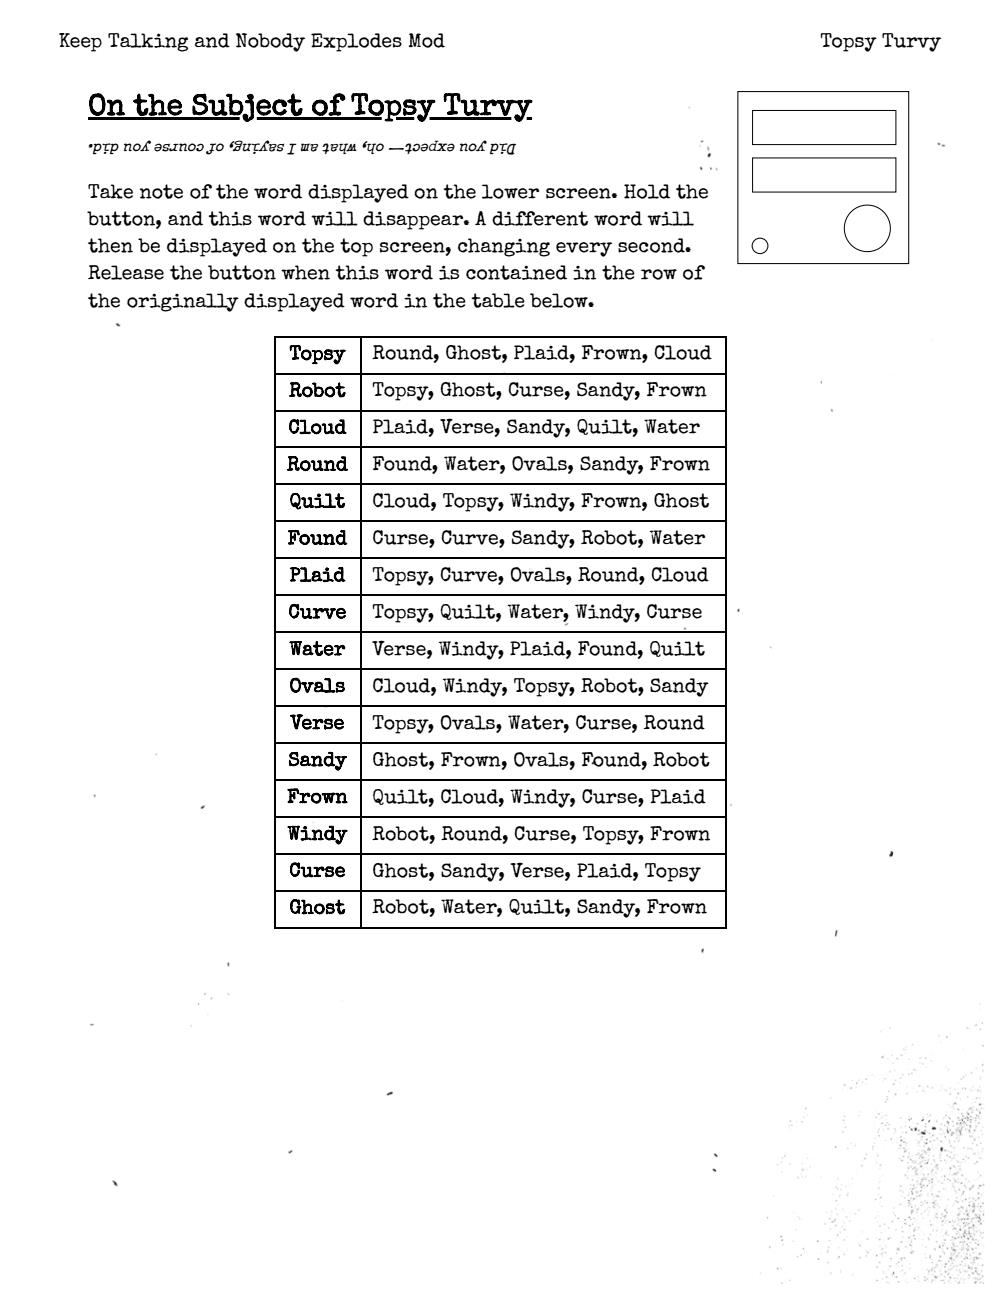 Keep Talking and Nobody Explodes Mod Topsy Turvy
On the Subject of Topsy Turvy
Did you expect— oh, what am I saying, of course you did.
Take note of the word displayed on the lower screen. Hold the
button, and this word will disappear. A different word will
then be displayed on the top screen, changing every second.
Release the button when this word is contained in the row of
the originally displayed word in the table below.
Topsy Round, Ghost, Plaid, Frown, Cloud
Robot Topsy, Ghost, Curse, Sandy, Frown
Cloud Plaid, Verse, Sandy, Quilt, Water
Round Found, Water, Ovals, Sandy, Frown
Quilt Cloud, Topsy, Windy, Frown, Ghost
Found Curse, Curve, Sandy, Robot, Water
Plaid Topsy, Curve, Ovals, Round, Cloud
Curve Topsy, Quilt, Water, Windy, Curse
Water Verse, Windy, Plaid, Found, Quilt
Ovals Cloud, Windy, Topsy, Robot, Sandy
Verse Topsy, Ovals, Water, Curse, Round
Sandy Ghost, Frown, Ovals, Found, Robot
Frown Quilt, Cloud, Windy, Curse, Plaid
Windy Robot, Round, Curse, Topsy, Frown
Curse Ghost, Sandy, Verse, Plaid, Topsy
Ghost Robot, Water, Quilt, Sandy, Frown